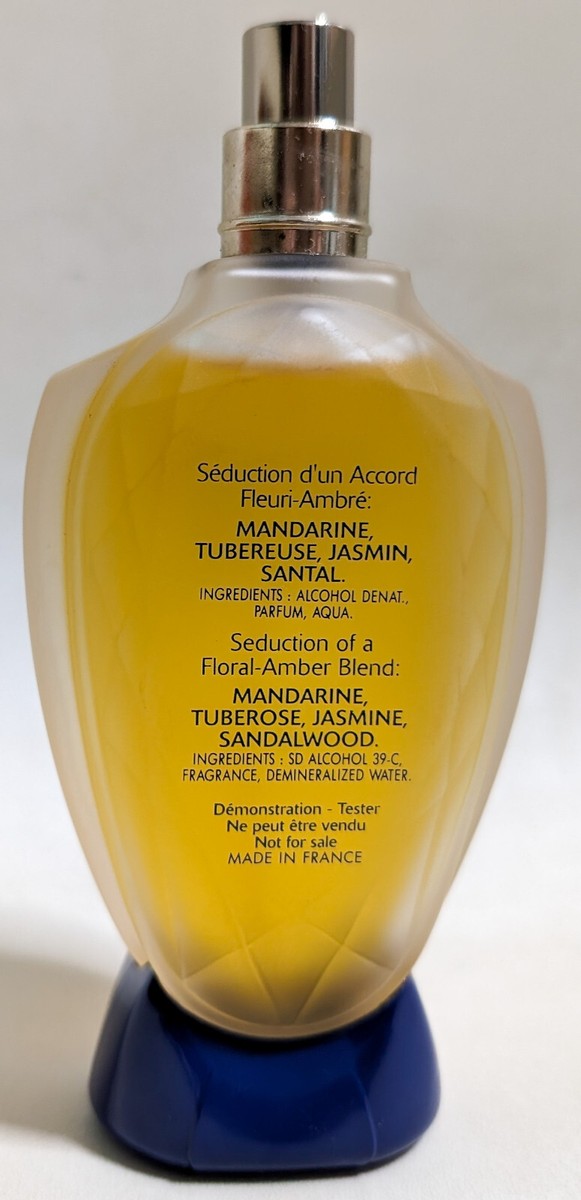 Séduction d'un Accord
Fleuri-Ambré:
MANDARINE,
TUBEREUSE, JASMIN,
SANTAL.
INGREDIENTS : ALCOHOL DENAT.,
PARFUM, AQUA.
Seduction of a
Floral-Amber Blend:
MANDARINE,
TUBEROSE, JASMINE,
SANDALWOOD.
INGREDIENTS : SD ALCOHOL 39-C,
FRAGRANCE, DEMINERALIZED WATER.
Démonstration - Tester
Ne peut être vendu
Not for sale
MADE IN FRANCE